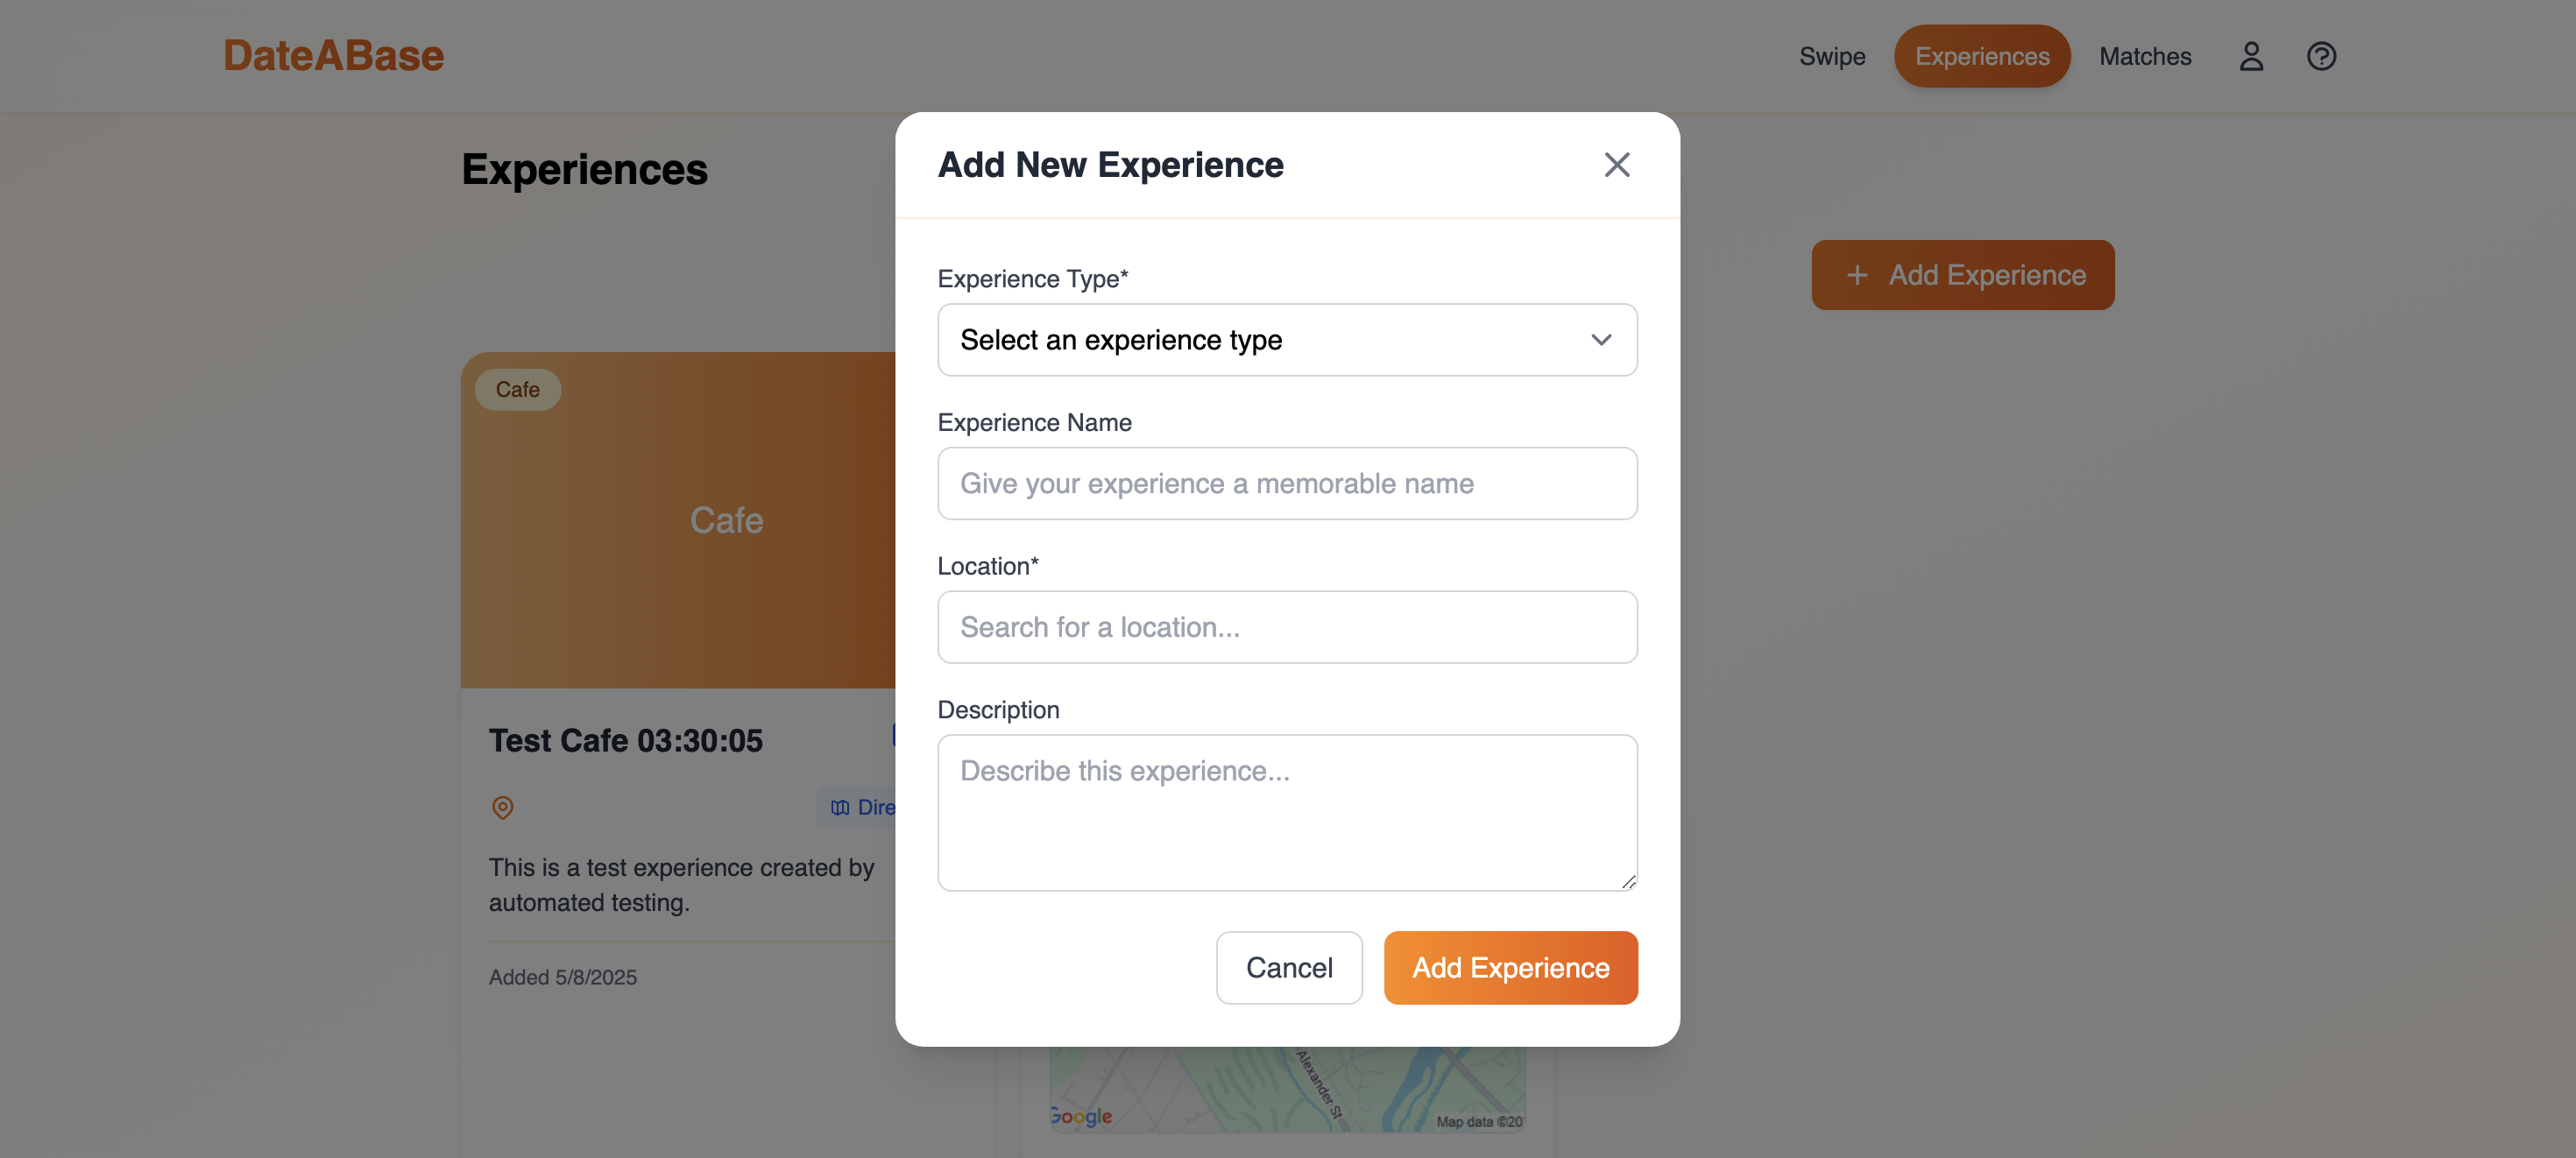 DateABase
Swipe
Experiences
Matches
Experiences
Add Experience
Cafe
Cafe
Test Cafe 03:30:05
Dire
This is a test experience created by
automated testing.
Added 5/8/2025
Add New Experience
Experience Type*
Select an experience type
Experience Name
Give your experience a memorable name
Location*
Search for a location...
Description
Describe this experience...
Cancel
Add Experience
Alexander St
Google
Map data ©20